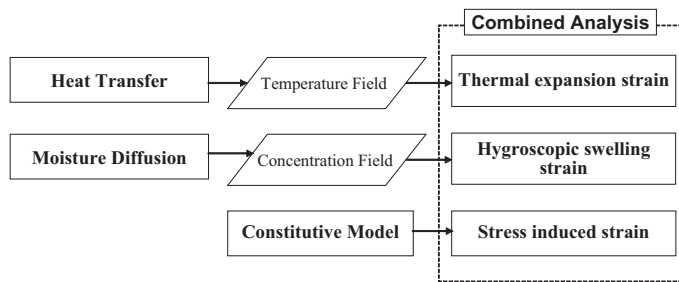 Combined Analysis
Heat Transfer
Temperature Field
Thermal expansion strain
Moisture Diffusion
Concentration Field
Hygroscopic swelling
strain
Constitutive Model
Stress induced strain